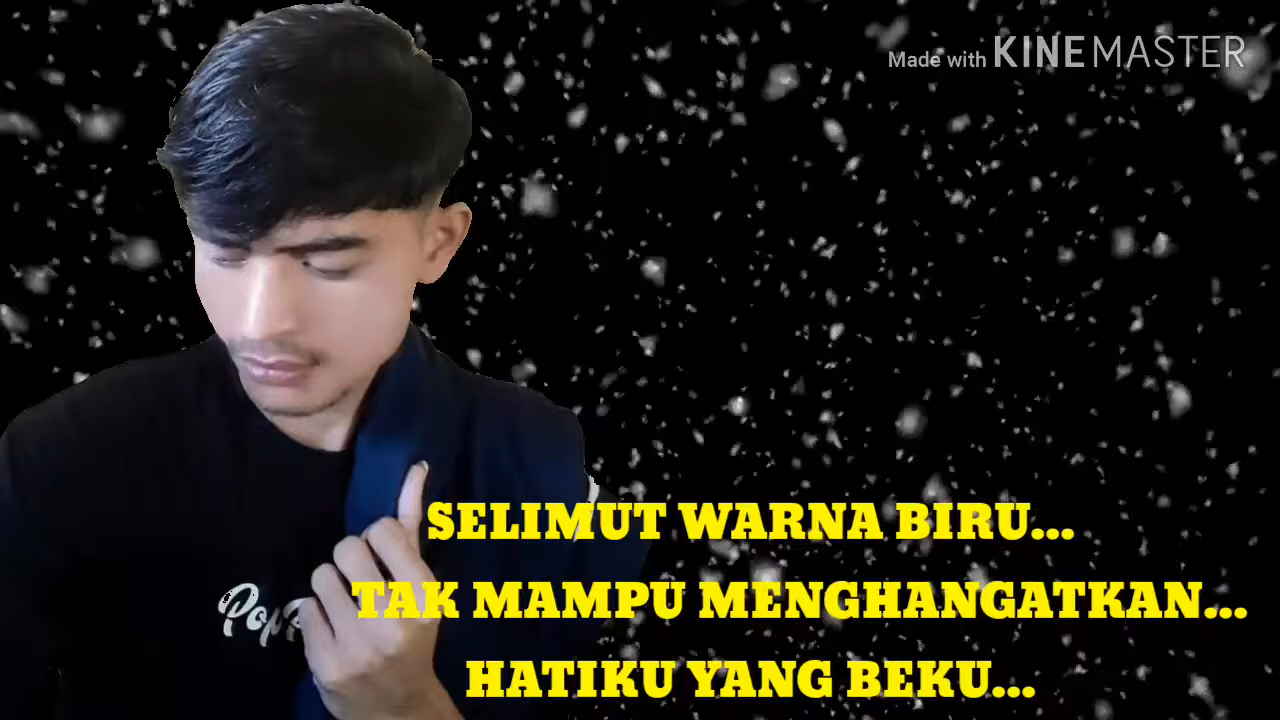 Made with KINEMASTER
SELIMUT WARNA BIRU...
TAK MAMPU MENGHANGATKAN...
HATIKU YANG BEKU...